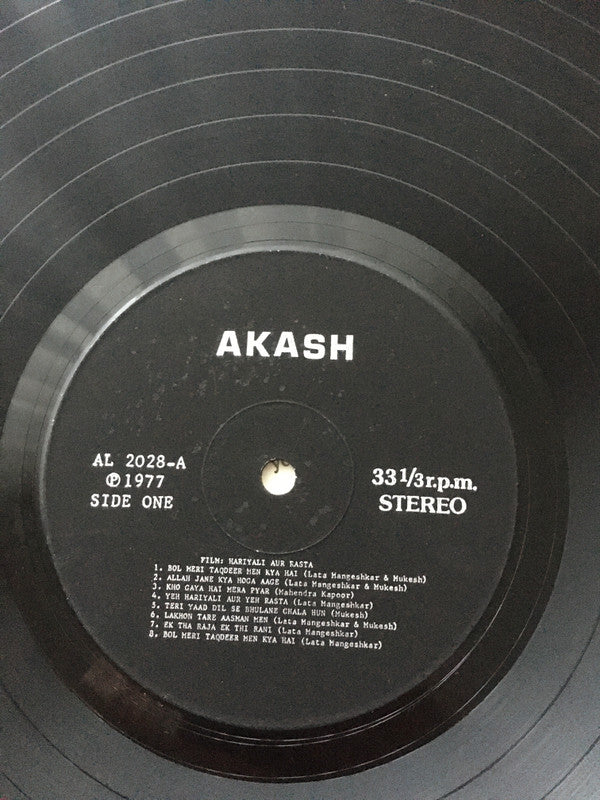 AKASH
AL 2028-A
℗ 1977
SIDE ONE
33 1/3 r.p.m.
STEREO
FILM: HARIYALI AUR RASTA
1. BOL MERI TAQDEER MEN KYA HAI (Lata Mangeshkar & Mukesh)
2. ALLAH JANE KYA HOGA AAGE (Lata Mangeshkar & Mukesh)
3. KHO GAYA HAI MERA PYAR (Mahendra Kapoor)
4. YEH HARIYALI AUR YEH RASTA (Lata Mangeshkar)
5. TERI YAAD DIL SE BHULANE CHALA HUN (Mukesh)
6. LAKHON TARE AASMAN MEN (Lata Mangeshkar & Mukesh)
7. EK THA RAJA EK THI RANI (Lata Mangeshkar)
8. BOL MERI TAQDEER MEN KYA HAI (Lata Mangeshkar)